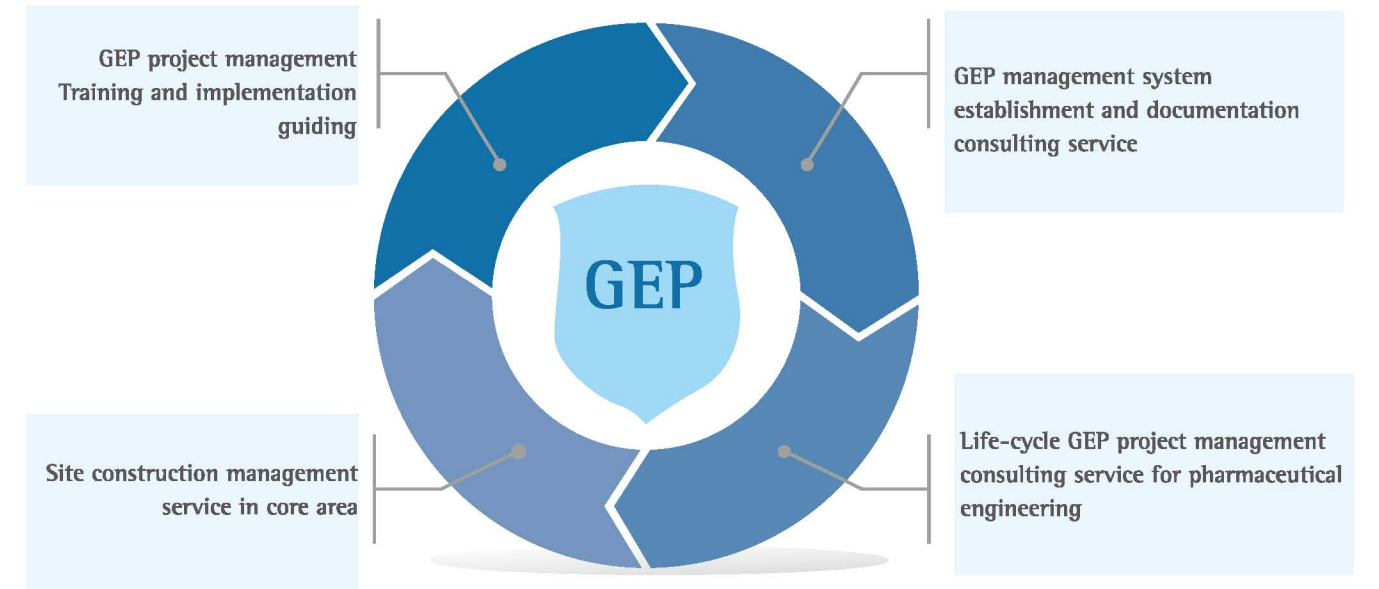 GEP project management
Training and implementation
guiding
GEP management system
establishment and documentation
consulting service
GEP
Site construction management
service in core area
Life-cycle GEP project management
consulting service for pharmaceutical
engineering